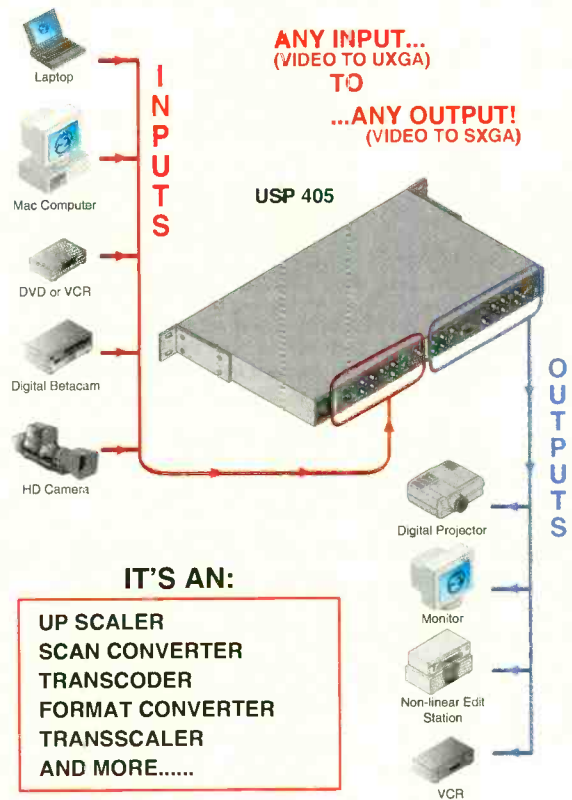 ANY INPUT...
(VIDEO TO UXGA)
TO
...ANY OUTPUT!
(VIDEO TO SXGA)
INPUTS
Laptop
Mac Computer
DVD or VCR
Digital Betacam
HD Camera
USP 405
OUTPUTS
Digital Projector
Monitor
Non-linear Edit
Station
VCR
IT'S AN:
UP SCALER
SCAN CONVERTER
TRANSCODER
FORMAT CONVERTER
TRANSSCALER
AND MORE......